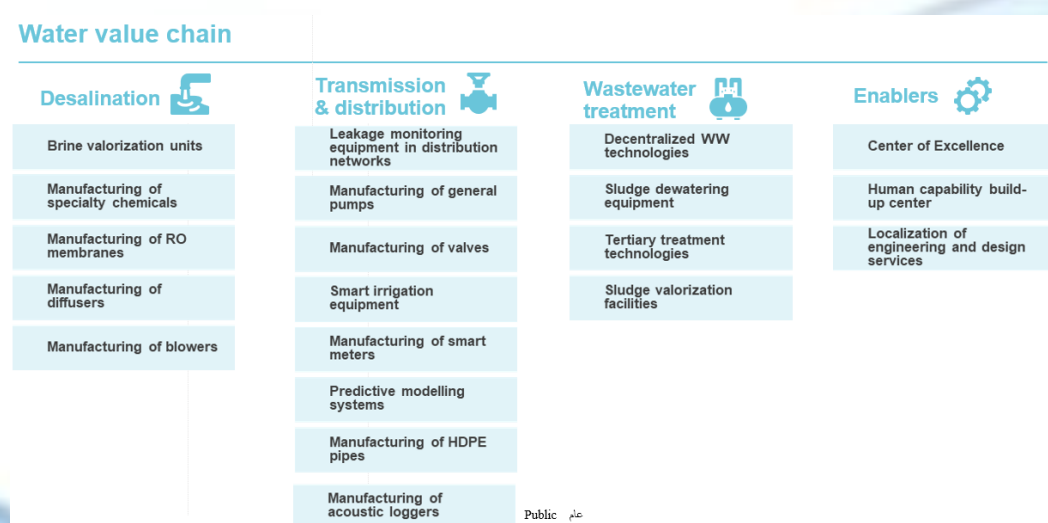 Water value chain
Desalination
Brine valorization units
Manufacturing of
specialty chemicals
Manufacturing of RO
membranes
Manufacturing of
diffusers
Manufacturing of blowers
Transmission
& distribution
Leakage monitoring
equipment in distribution
networks
Manufacturing of general
pumps
Manufacturing of valves
Smart irrigation
equipment
Manufacturing of smart
meters
Predictive modelling
systems
Manufacturing of HDPE
pipes
Manufacturing of
acoustic loggers
Wastewater
treatment
Decentralized WW
technologies
Sludge dewatering
equipment
Tertiary treatment
technologies
Sludge valorization
facilities
Enablers
Center of Excellence
Human capability build-
up center
Localization of
engineering and design
services
Public عام